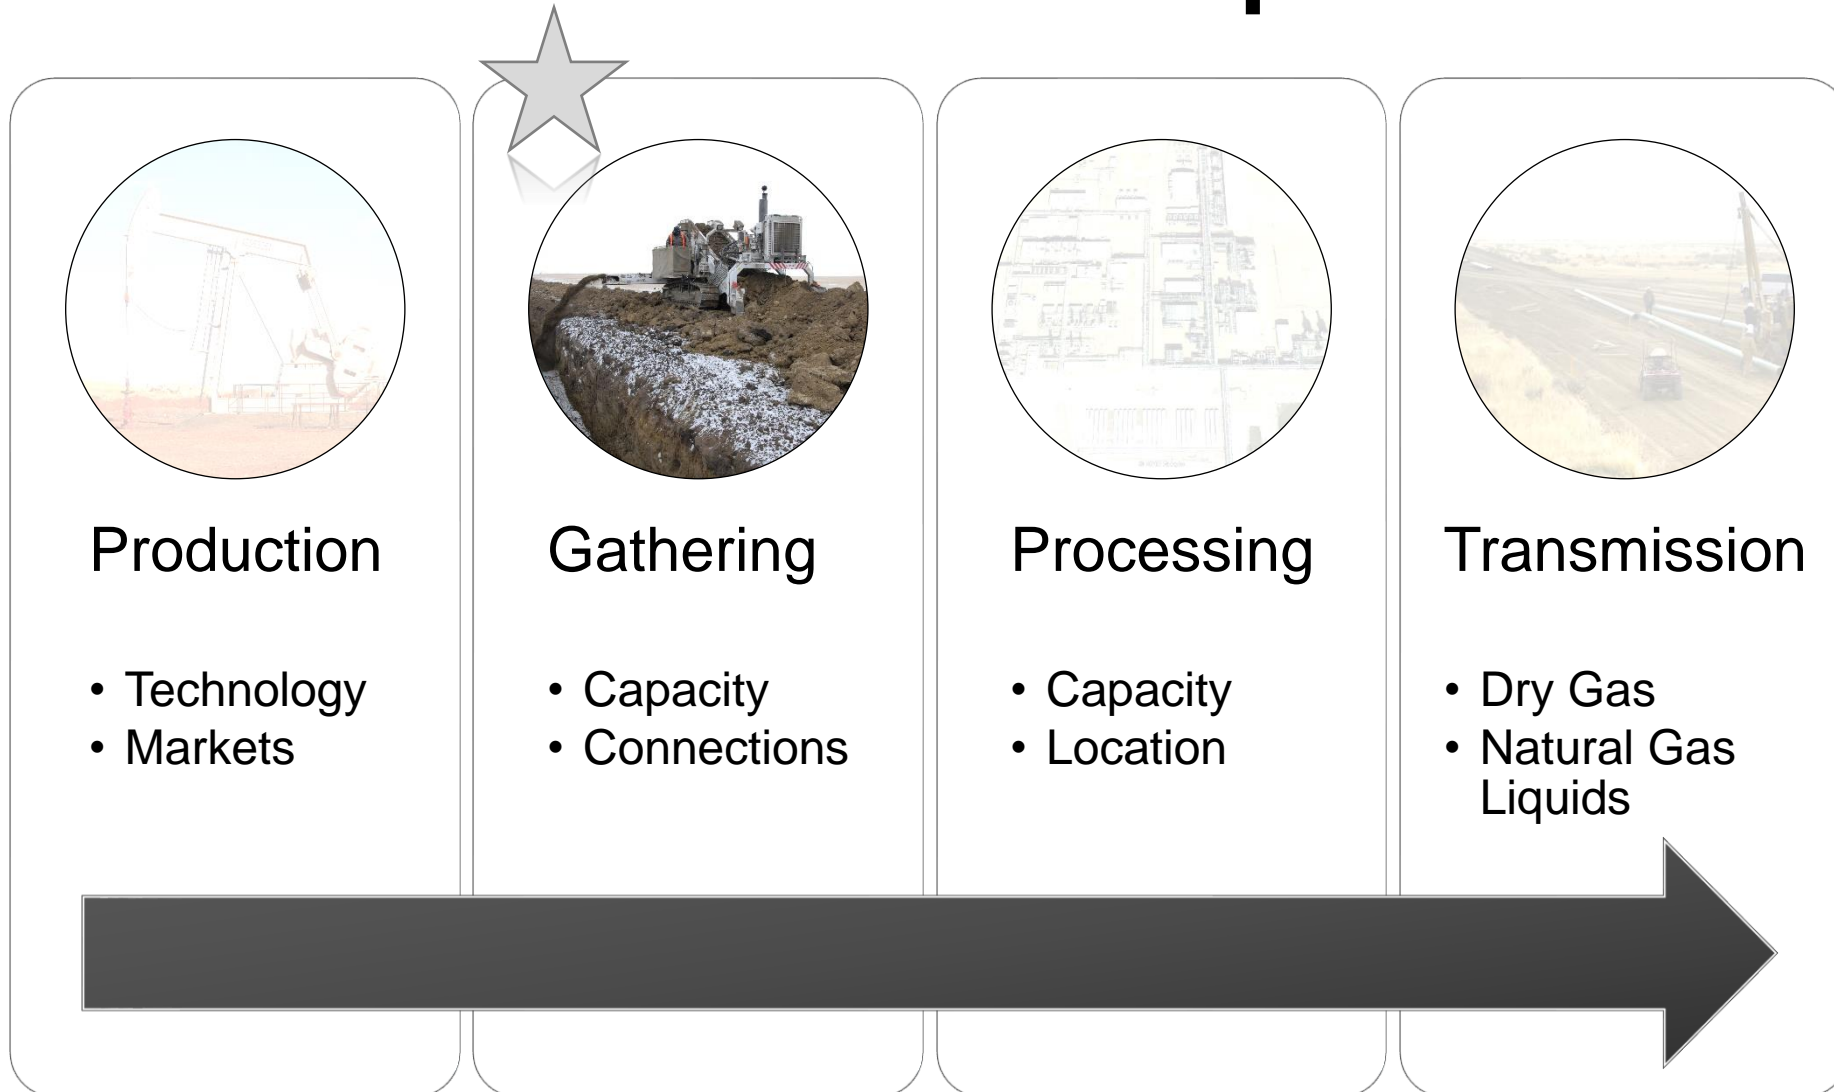 Production
• Technology
• Markets
Gathering
• Capacity
• Connections
Processing
• Capacity
• Location
Transmission
• Dry Gas
• Natural Gas
Liquids